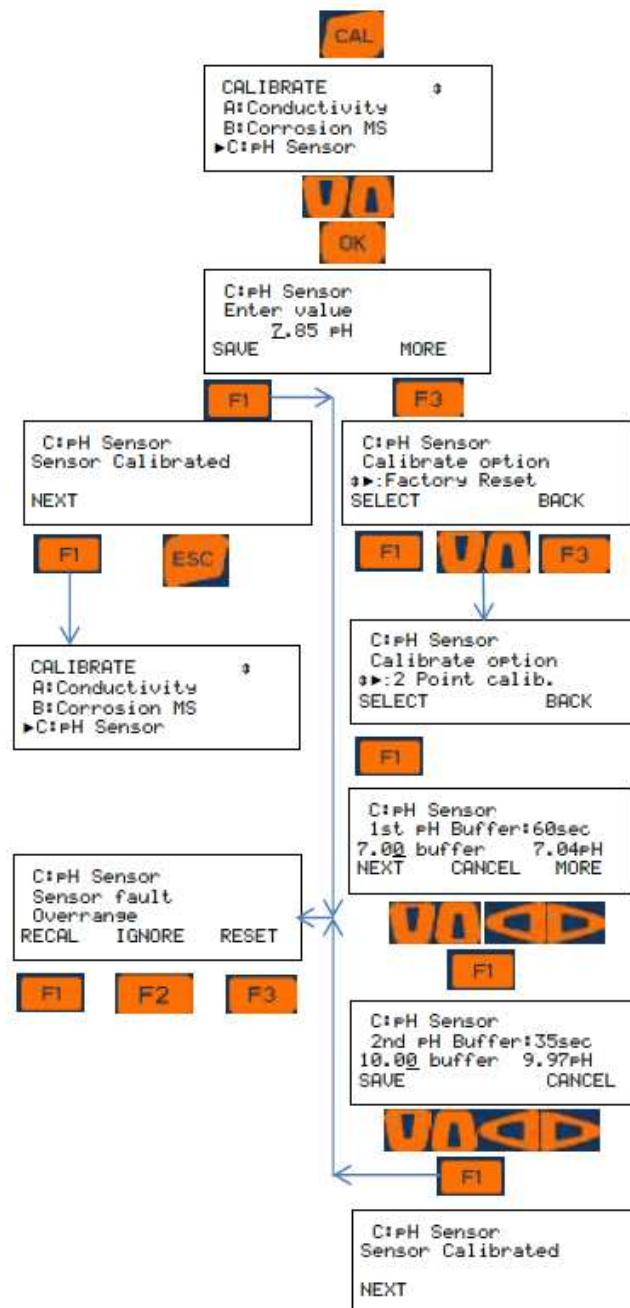 CAL
CALIBRATE ⇕
A:Conductivity
B:Corrosion MS
►C:pH Sensor
OK
C:pH Sensor
Enter value
7.85 pH
SAVE MORE
F1 F3
C:pH Sensor
Sensor Calibrated
NEXT
F1 ESC
CALIBRATE ⇕
A:Conductivity
B:Corrosion MS
►C:pH Sensor
C:pH Sensor
Calibrate option
⇕►:Factory Reset
SELECT BACK
F1 F3
C:pH Sensor
Calibrate option
⇕►:2 Point calib.
SELECT BACK
F1
C:pH Sensor
1st pH Buffer:60sec
7.00 buffer 7.04pH
NEXT CANCEL MORE
F1
C:pH Sensor
Sensor fault
Overrange
RECAL IGNORE RESET
F1 F2 F3
C:pH Sensor
2nd pH Buffer:35sec
10.00 buffer 9.97pH
SAVE CANCEL
F1
C:pH Sensor
Sensor Calibrated
NEXT